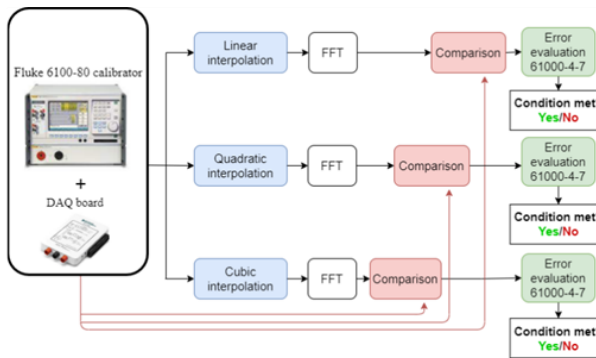 Fluke 6100-80 calibrator
+
DAQ board
Linear
interpolation
FFT
Comparison
Error
evaluation
61000-4-7
Condition met
Yes/No
Quadratic
interpolation
FFT
Comparison
Error
evaluation
61000-4-7
Condition met
Yes/No
Cubic
interpolation
FFT
Comparison
Error
evaluation
61000-4-7
Condition met
Yes/No